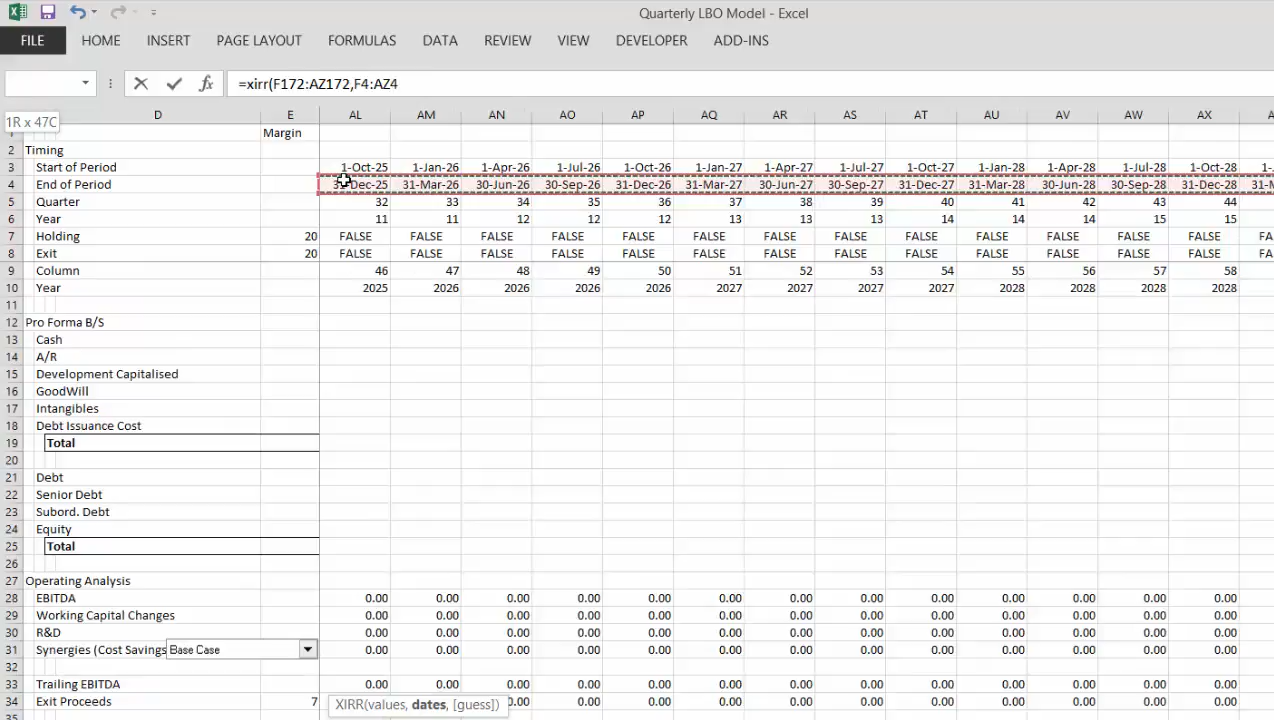 Quarterly LBO Model - Excel
FILE HOME INSERT PAGE LAYOUT FORMULAS DATA REVIEW VIEW DEVELOPER ADD-INS
=xirr(F172:AZ172,F4:AZ4
1R x 47C D E AL AM AN AO AP AQ AR AS AT AU AV AW AX
Margin
2 Timing
3 Start of Period 1-Oct-25 1-Jan-26 1-Apr-26 1-Jul-26 1-Oct-26 1-Jan-27 1-Apr-27 1-Jul-27 1-Oct-27 1-Jan-28 1-Apr-28 1-Jul-28 1-Oct-28
4 End of Period 31-Dec-25 31-Mar-26 30-Jun-26 30-Sep-26 31-Dec-26 31-Mar-27 30-Jun-27 30-Sep-27 31-Dec-27 31-Mar-28 30-Jun-28 30-Sep-28 31-Dec-28
5 Quarter 32 33 34 35 36 37 38 39 40 41 42 43 44
6 Year 11 11 11 12 12 13 13 13 13 14 14 15 15
7 Holding 20 FALSE FALSE FALSE FALSE FALSE FALSE FALSE FALSE FALSE FALSE FALSE FALSE FALSE
8 Exit 20 FALSE FALSE FALSE FALSE FALSE FALSE FALSE FALSE FALSE FALSE FALSE FALSE FALSE
9 Column 46 47 48 49 50 51 52 53 54 55 56 57 58
10 Year 2025 2026 2026 2026 2026 2027 2027 2027 2027 2028 2028 2028 2028
11
12 Pro Forma B/S
13 Cash
14 A/R
15 Development Capitalised
16 GoodWill
17 Intangibles
18 Debt Issuance Cost
19 Total
20
21 Debt
22 Senior Debt
23 Subord. Debt
24 Equity
25 Total
26
27 Operating Analysis
28 EBITDA 0.00 0.00 0.00 0.00 0.00 0.00 0.00 0.00 0.00 0.00 0.00 0.00 0.00
29 Working Capital Changes 0.00 0.00 0.00 0.00 0.00 0.00 0.00 0.00 0.00 0.00 0.00 0.00 0.00
30 R&D 0.00 0.00 0.00 0.00 0.00 0.00 0.00 0.00 0.00 0.00 0.00 0.00 0.00
31 Synergies (Cost Savings Base Case 0.00 0.00 0.00 0.00 0.00 0.00 0.00 0.00 0.00 0.00 0.00 0.00 0.00
32
33 Trailing EBITDA 0.00 0.00 0.00 0.00 0.00 0.00 0.00 0.00 0.00 0.00 0.00 0.00 0.00
34 Exit Proceeds 7 XIRR(values, dates, [guess]) 0.00 0.00 0.00 0.00 0.00 0.00 0.00 0.00 0.00 0.00 0.00